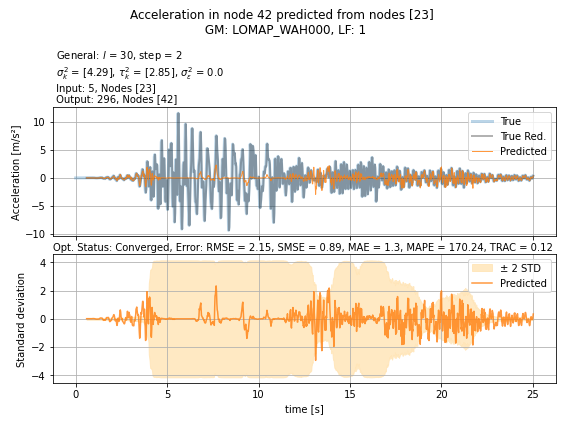 Acceleration in node 42 predicted from nodes [23]
GM: LOMAP_WAH000, LF: 1
General: l = 30, step = 2
σ²ₖ = [4.29], τ²ₖ = [2.85], σ²ₑ = 0.0
Input: 5, Nodes [23]
Output: 296, Nodes [42]
True
True Red.
Predicted
Acceleration [m/s²]
10
5
0
−5
−10
Opt. Status: Converged, Error: RMSE = 2.15, SMSE = 0.89, MAE = 1.3, MAPE = 170.24, TRAC = 0.12
± 2 STD
Predicted
Standard deviation
4
2
0
−2
−4
0 5 10 15 20 25
time [s]